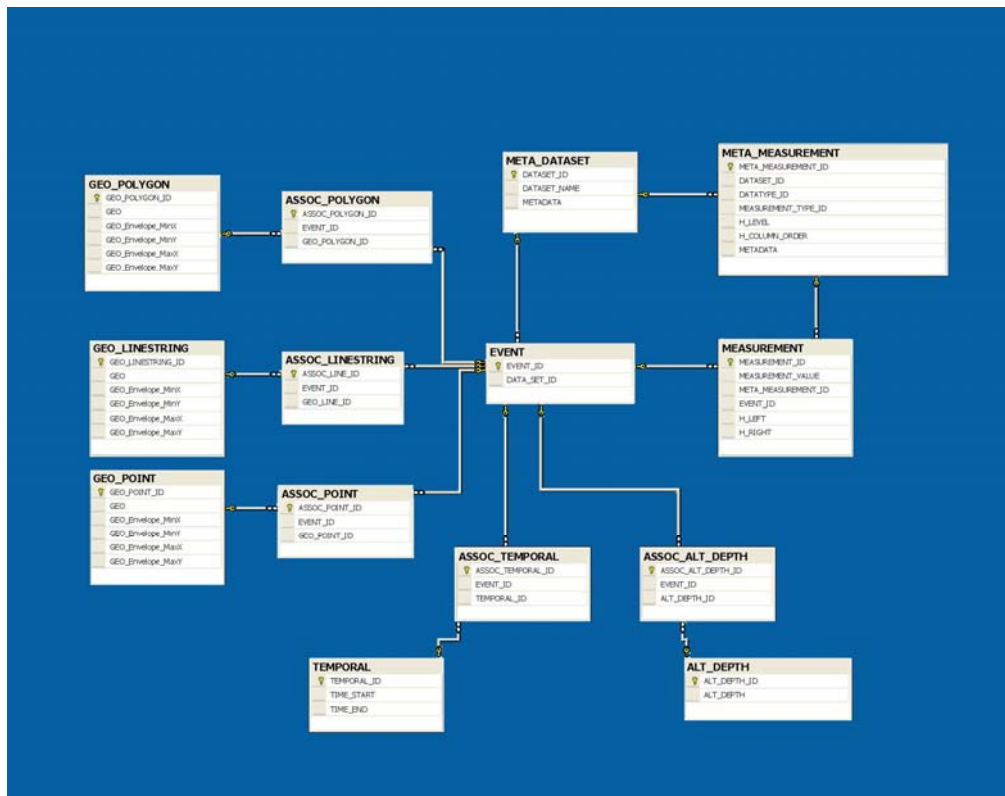 META_DATASET
DATASET_ID
DATASET_NAME
METADATA
META_MEASUREMENT
META_MEASUREMENT_ID
DATASET_ID
DATATYPE_ID
MEASUREMENT_TYPE_ID
H_LEVEL
H_COLUMN_ORDER
METADATA
GEO_POLYGON
GEO_POLYGON_ID
GEO
GEO_Envelope_MinX
GEO_Envelope_MinY
GEO_Envelope_MaxX
GEO_Envelope_MaxY
ASSOC_POLYGON
ASSOC_POLYGON_ID
EVENT_ID
GEO_POLYGON_ID
GEO_LINESTRING
GEO_LINESTRING_ID
GEO
GEO_Envelope_MinX
GEO_Envelope_MinY
GEO_Envelope_MaxX
GEO_Envelope_MaxY
ASSOC_LINESTRING
ASSOC_LINE_ID
EVENT_ID
GEO_LINE_ID
EVENT
EVENT_ID
DATA_SET_ID
MEASUREMENT
MEASUREMENT_ID
MEASUREMENT_VALUE
META_MEASUREMENT_ID
EVENT_ID
H_LEFT
H_RIGHT
GEO_POINT
GEO_POINT_ID
GEO
GEO_Envelope_MinX
GEO_Envelope_MinY
GEO_Envelope_MaxX
GEO_Envelope_MaxY
ASSOC_POINT
ASSOC_POINT_ID
EVENT_ID
GEO_POINT_ID
ASSOC_TEMPORAL
ASSOC_TEMPORAL_ID
EVENT_ID
TEMPORAL_ID
ASSOC_ALT_DEPTH
ASSOC_ALT_DEPTH_ID
EVENT_ID
ALT_DEPTH_ID
TEMPORAL
TEMPORAL_ID
TIME_START
TIME_END
ALT_DEPTH
ALT_DEPTH_ID
ALT_DEPTH